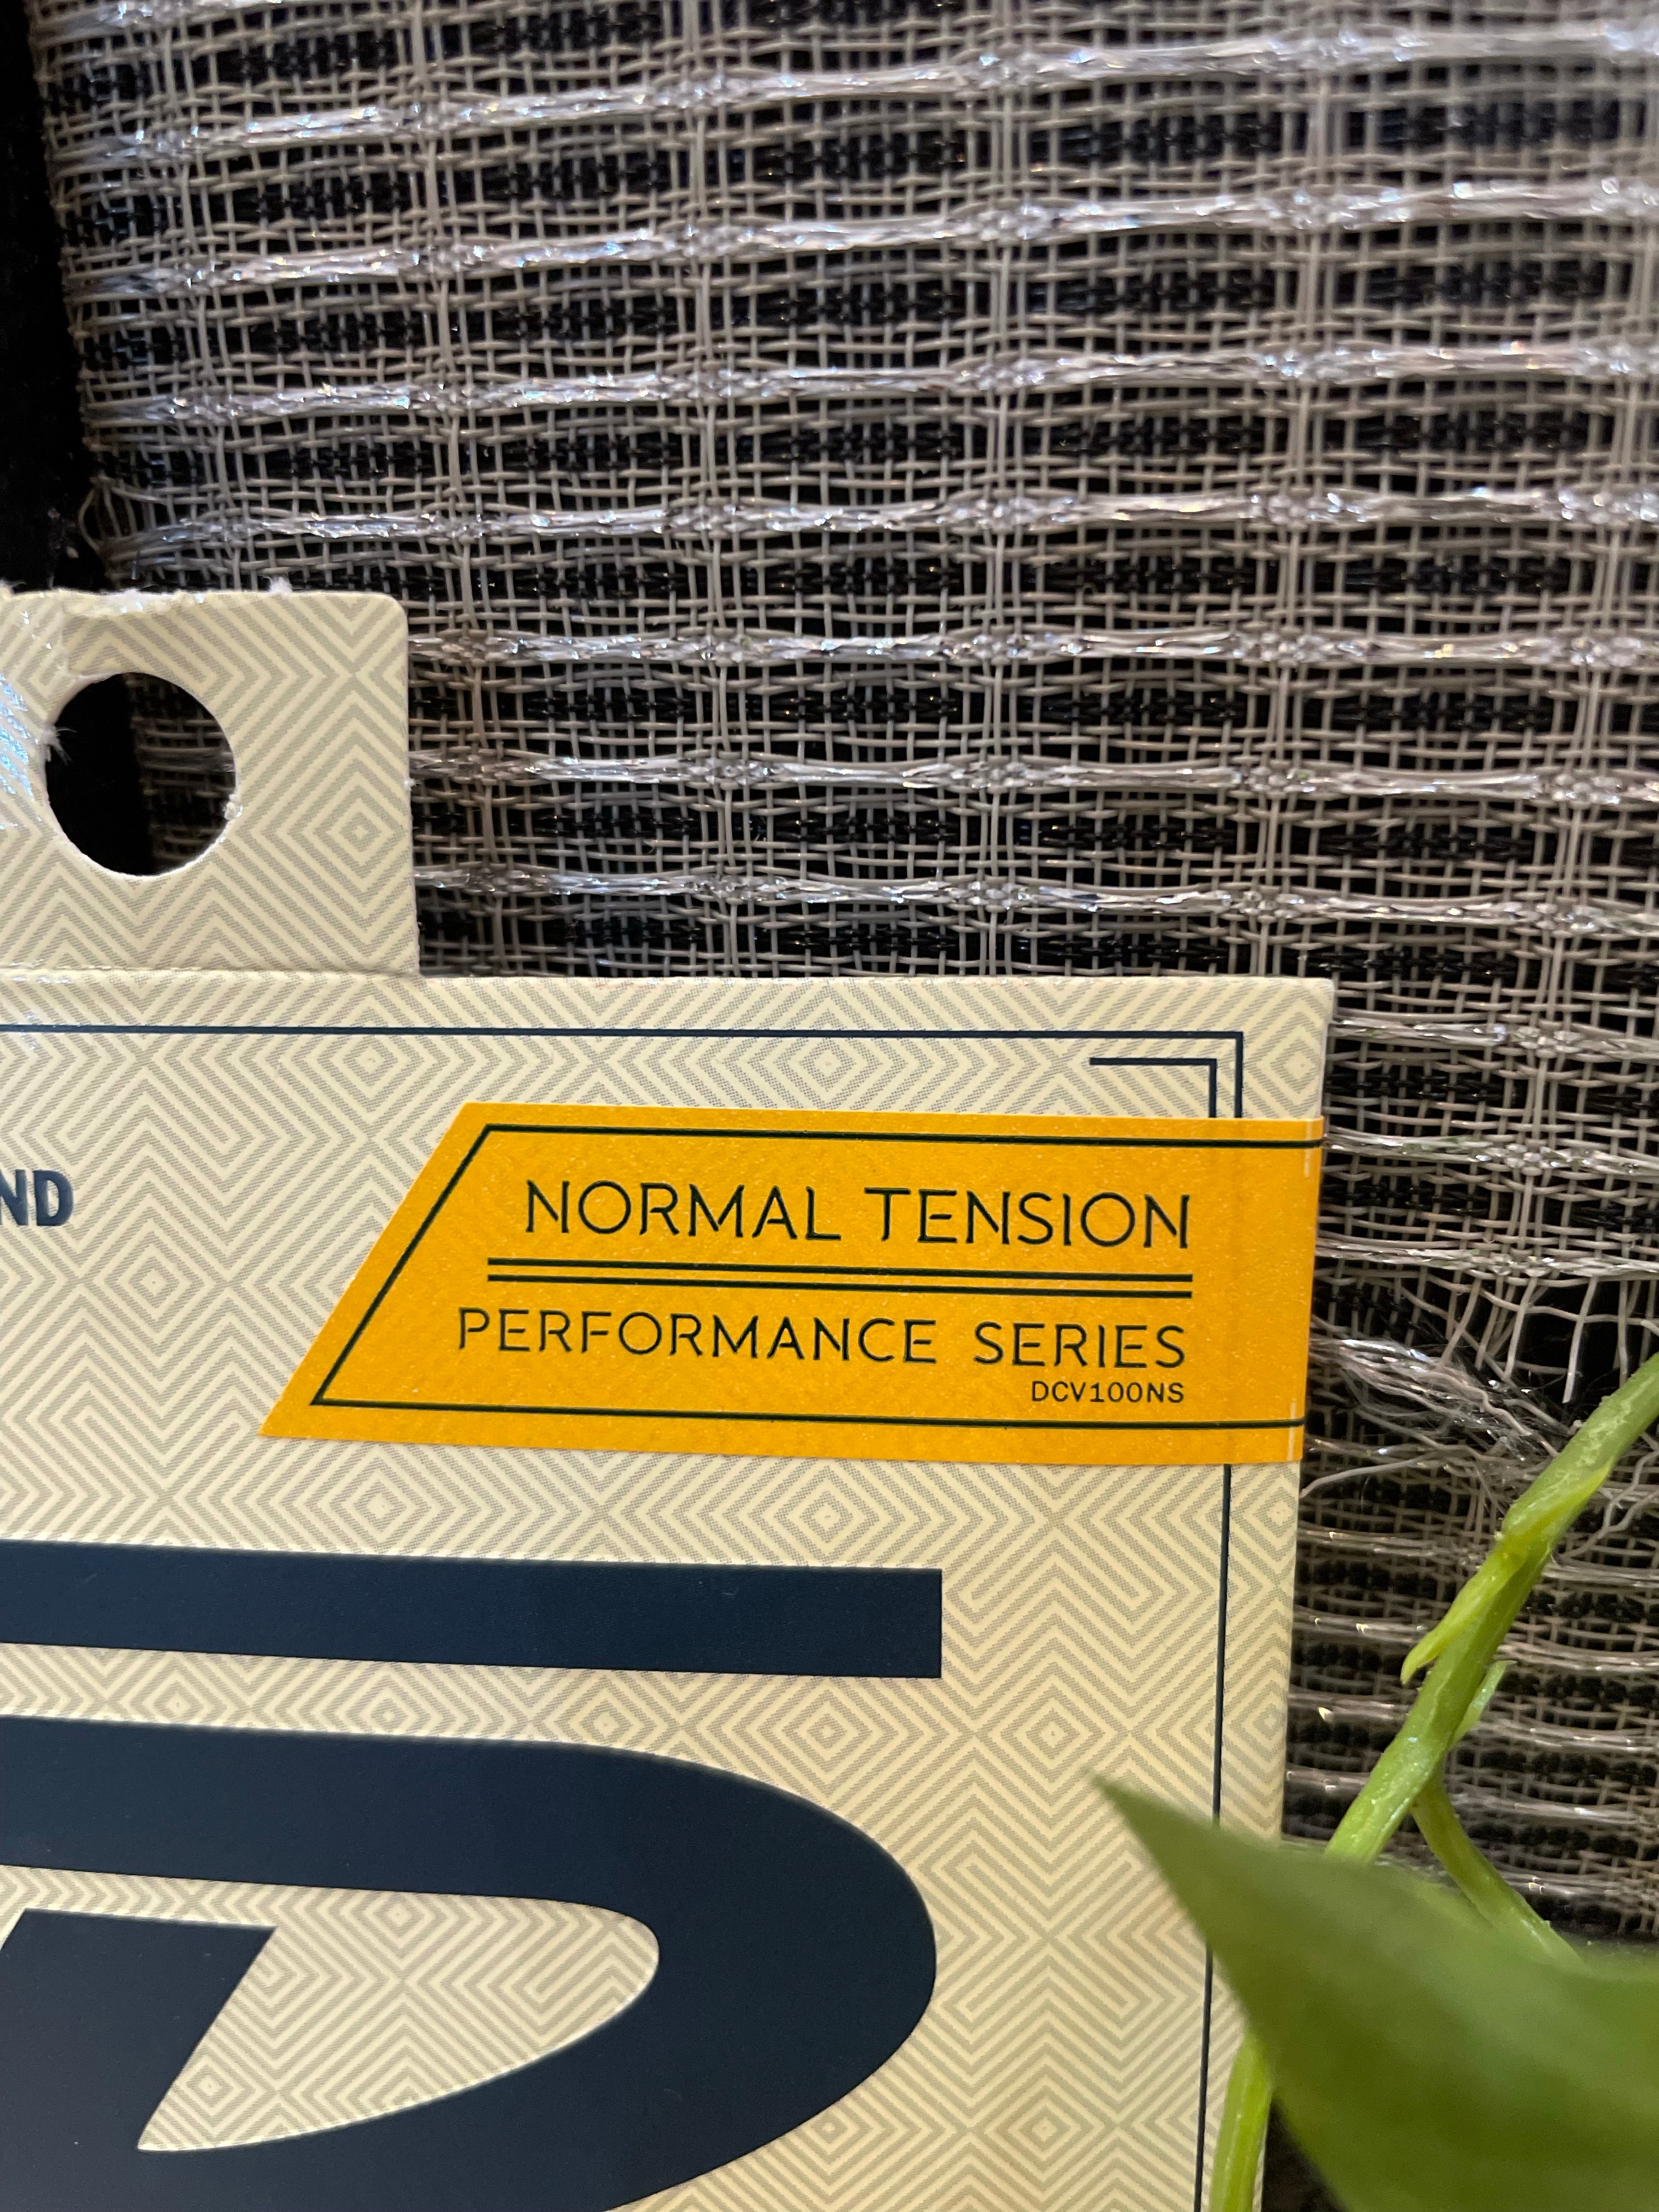 ND
NORMAL TENSION
PERFORMANCE SERIES
DCV100NS